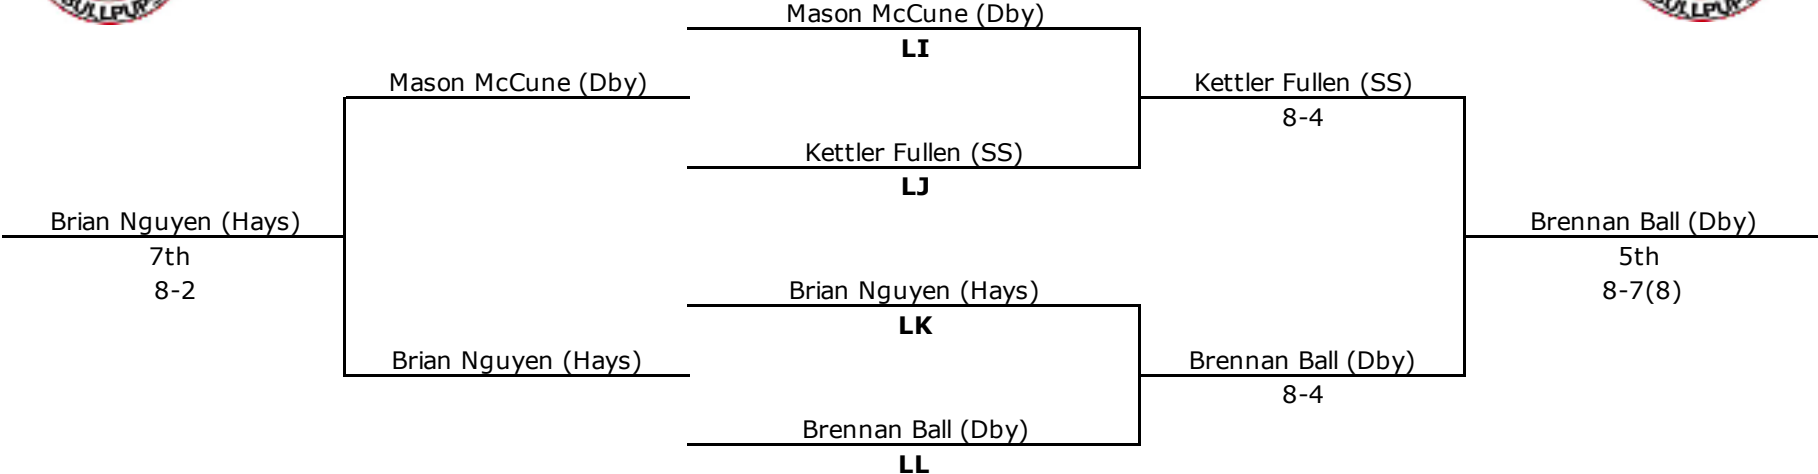 BULLPUPS
BULLPUPS
Mason McCune (Dby)
LI
Mason McCune (Dby)
Kettler Fullen (SS)
8-4
Kettler Fullen (SS)
LJ
Brian Nguyen (Hays)
7th
8-2
Brennan Ball (Dby)
5th
8-7(8)
Brian Nguyen (Hays)
LK
Brian Nguyen (Hays)
Brennan Ball (Dby)
8-4
Brennan Ball (Dby)
LL